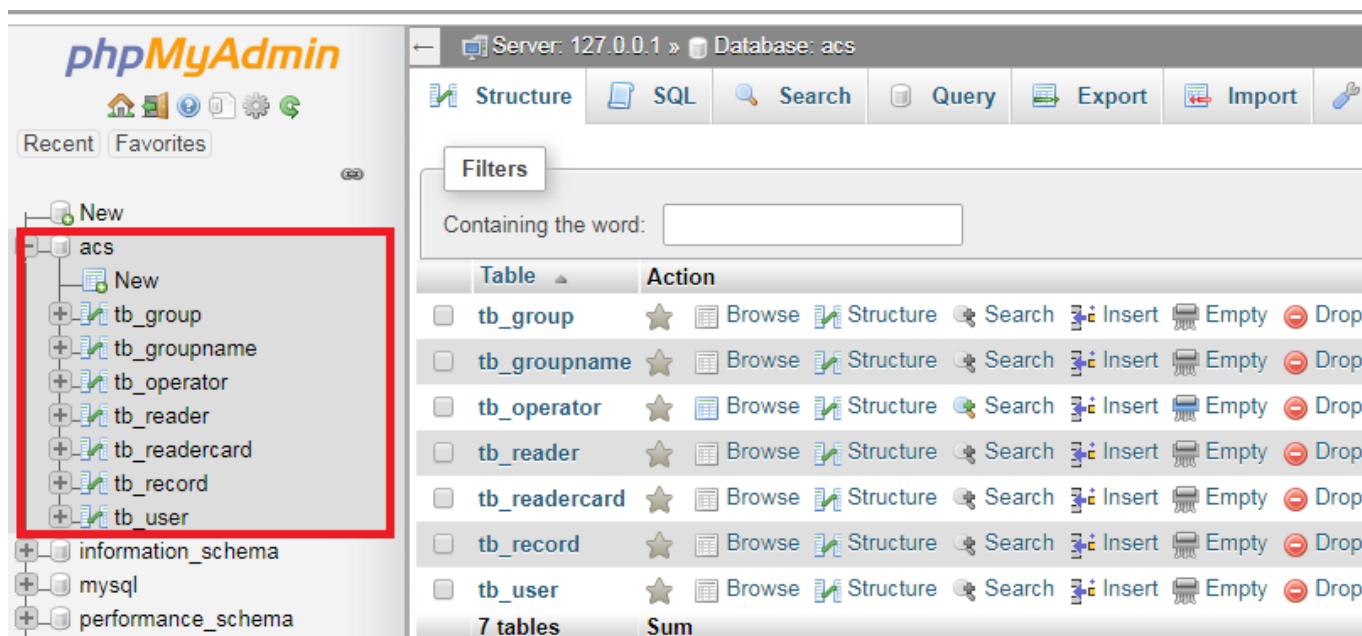 phpMyAdmin
Recent Favorites
New
acs
New
tb_group
tb_groupname
tb_operator
tb_reader
tb_readercard
tb_record
tb_user
information_schema
mysql
performance_schema
← Server: 127.0.0.1 » Database: acs
Structure SQL Search Query Export Import
Filters
Containing the word:
Table Action
tb_group Browse Structure Search Insert Empty Drop
tb_groupname Browse Structure Search Insert Empty Drop
tb_operator Browse Structure Search Insert Empty Drop
tb_reader Browse Structure Search Insert Empty Drop
tb_readercard Browse Structure Search Insert Empty Drop
tb_record Browse Structure Search Insert Empty Drop
tb_user Browse Structure Search Insert Empty Drop
7 tables Sum